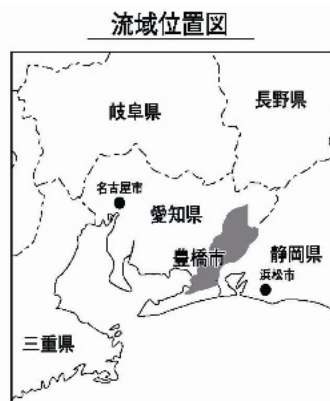 流域位置図
長野県
岐阜県
名古屋市
愛知県
豊橋市
静岡県
浜松市
三重県